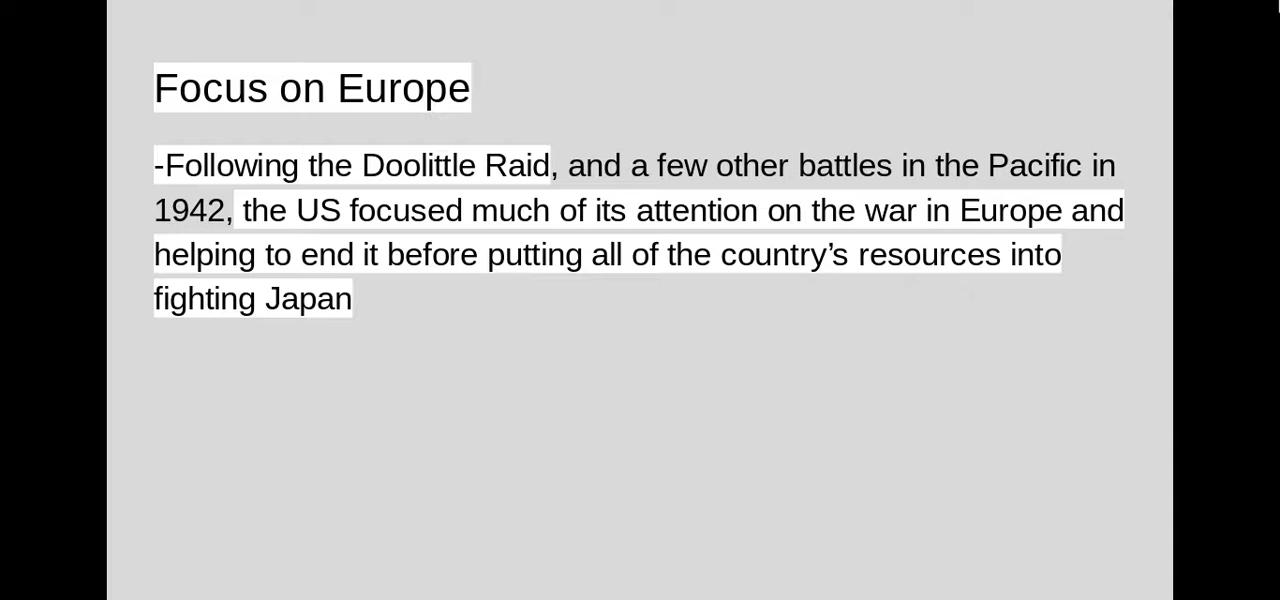 Focus on Europe
-Following the Doolittle Raid, and a few other battles in the Pacific in
1942, the US focused much of its attention on the war in Europe and
helping to end it before putting all of the country’s resources into
fighting Japan